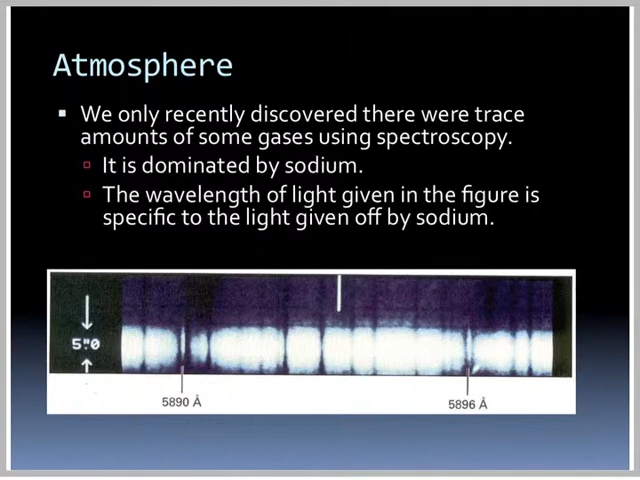 Atmosphere
We only recently discovered there were trace
amounts of some gases using spectroscopy.
It is dominated by sodium.
The wavelength of light given in the figure is
specific to the light given off by sodium.
5"0
5890 Å
5896 Å